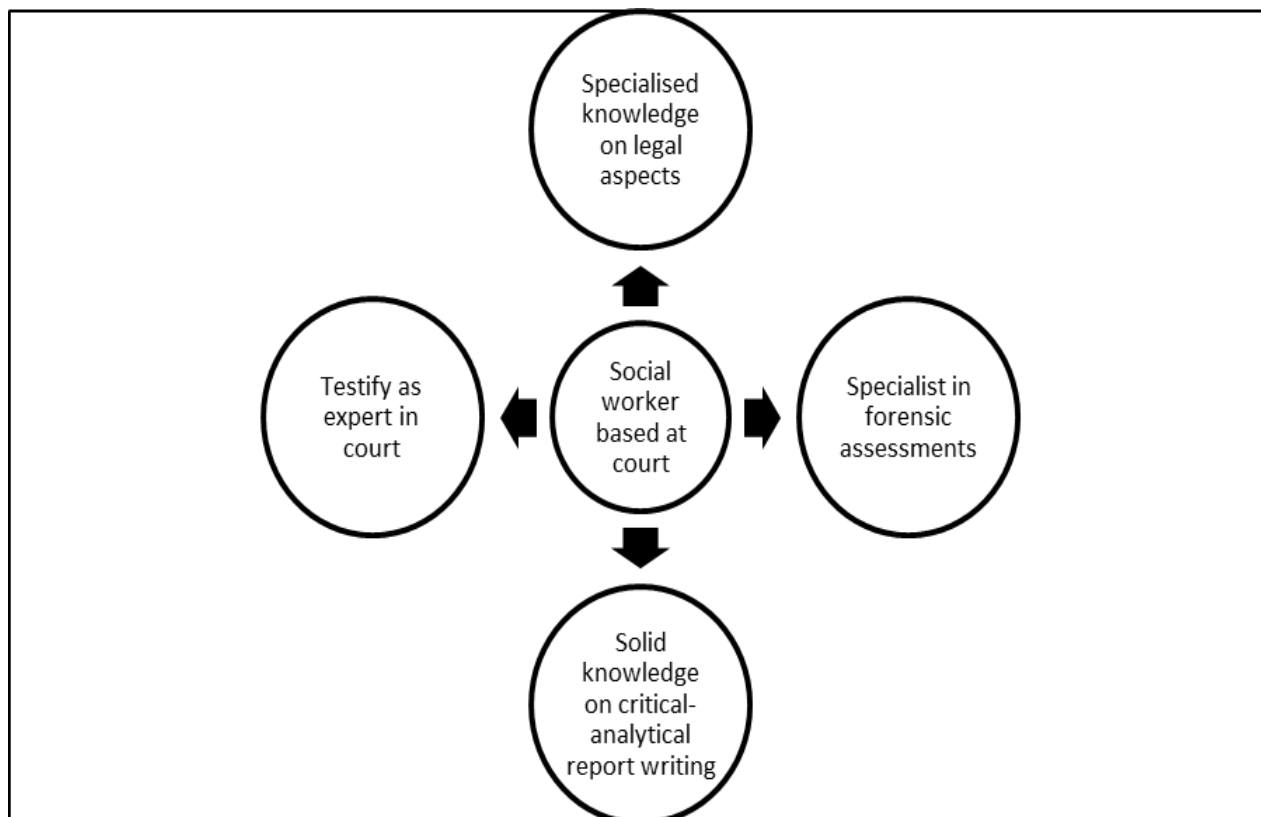 Specialised
knowledge
on legal
aspects
Testify as
expert in
court
Social
worker
based at
court
Specialist in
forensic
assessments
Solid
knowledge
on critical-
analytical
report writing